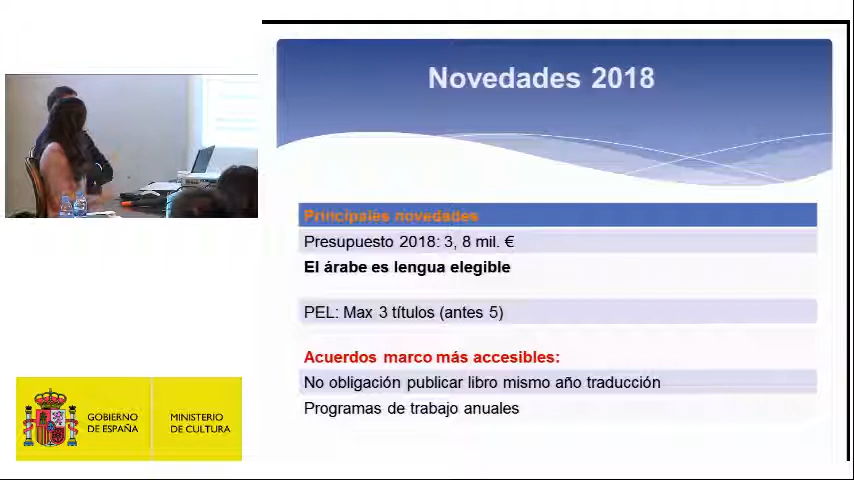 Novedades 2018
Principales novedades
Presupuesto 2018: 3, 8 mil. €
El árabe es lengua elegible
PEL: Max 3 títulos (antes 5)
Acuerdos marco más accesibles:
No obligación publicar libro mismo año traducción
Programas de trabajo anuales
GOBIERNO
DE ESPAÑA
MINISTERIO
DE CULTURA